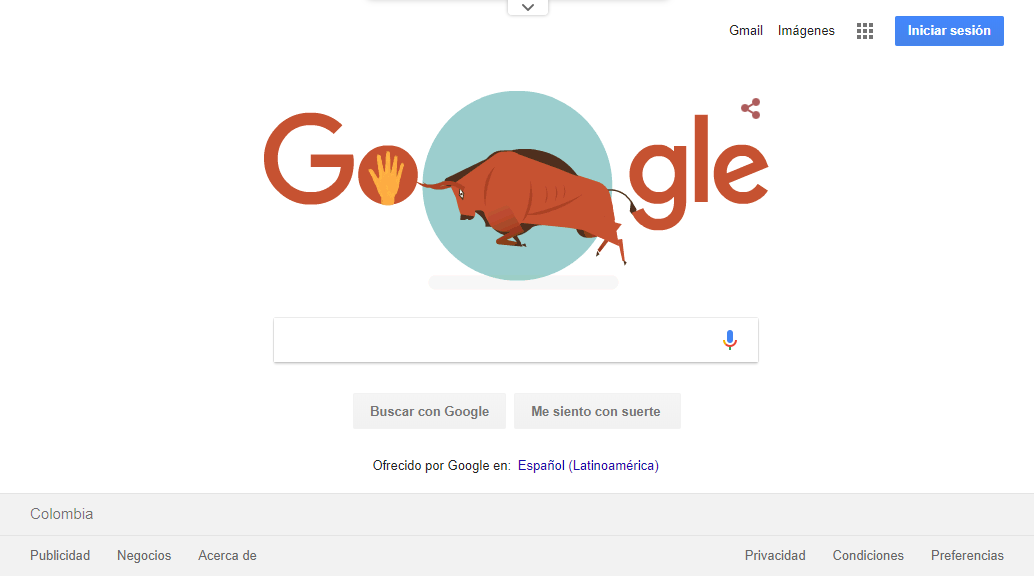 Gmail Imágenes Iniciar sesión
Google
Buscar con Google Me siento con suerte
Ofrecido por Google en: Español (Latinoamérica)
Colombia
Publicidad Negocios Acerca de Privacidad Condiciones Preferencias